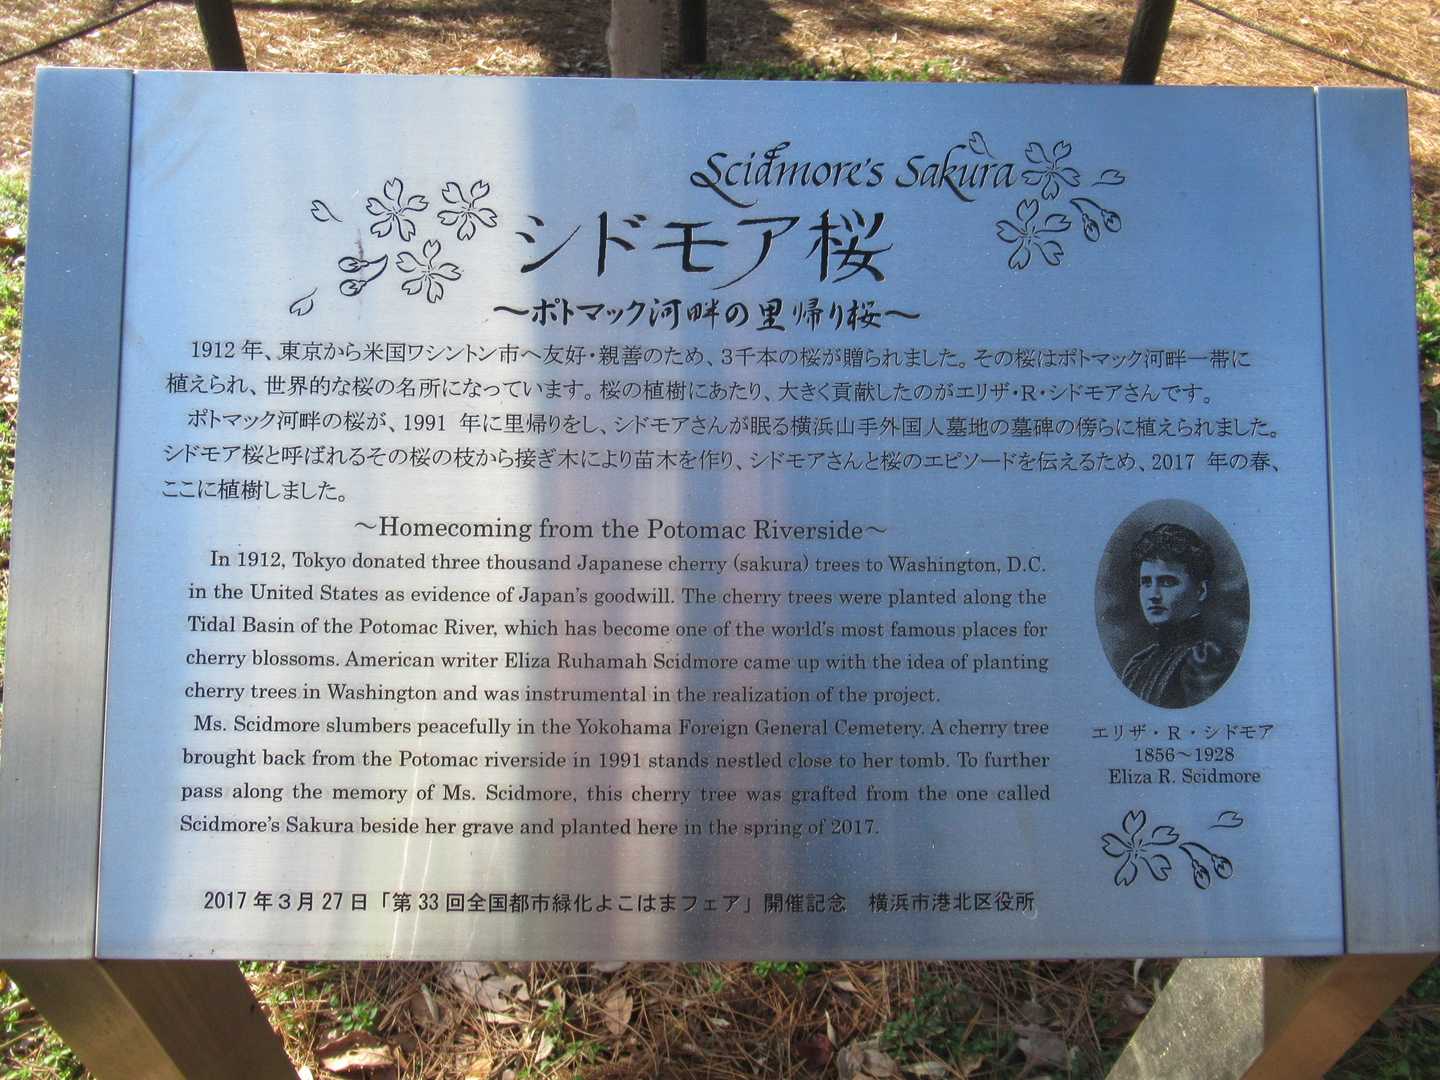 Scidmore's Sakura
シドモア桜
～ポトマック河畔の里帰り桜～
1912年、東京から米国ワシントン市へ友好・親善のため、3千本の桜が贈られました。その桜はポトマック河畔一帯に
植えられ、世界的な桜の名所になっています。桜の植樹にあたり、大きく貢献したのがエリザ・R・シドモアさんです。
ポトマック河畔の桜が、1991 年に里帰りをし、シドモアさんが眠る横浜山手外国人墓地の墓碑の傍らに植えられました。
シドモア桜と呼ばれるその桜の枝から接ぎ木により苗木を作り、シドモアさんと桜のエピソードを伝えるため、2017 年の春、
ここに植樹しました。
～Homecoming from the Potomac Riverside～
In 1912, Tokyo donated three thousand Japanese cherry (sakura) trees to Washington, D.C.
in the United States as evidence of Japan's goodwill. The cherry trees were planted along the
Tidal Basin of the Potomac River, which has become one of the world's most famous places for
cherry blossoms. American writer Eliza Ruhamah Scidmore came up with the idea of planting
cherry trees in Washington and was instrumental in the realization of the project.
Ms. Scidmore slumbers peacefully in the Yokohama Foreign General Cemetery. A cherry tree
brought back from the Potomac riverside in 1991 stands nestled close to her tomb. To further
pass along the memory of Ms. Scidmore, this cherry tree was grafted from the one called
Scidmore's Sakura beside her grave and planted here in the spring of 2017.
エリザ・R・シドモア
1856～1928
Eliza R. Scidmore
2017年3月27日「第33回全国都市緑化よこはまフェア」開催記念 横浜市港北区役所